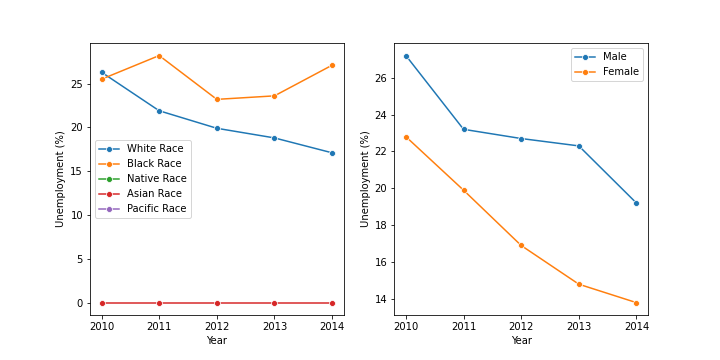 Unemployment (%)
25
20
15
10
5
0
White Race
Black Race
Native Race
Asian Race
Pacific Race
2010 2011 2012 2013 2014
Year
Unemployment (%)
26
24
22
20
18
16
14
Male
Female
2010 2011 2012 2013 2014
Year